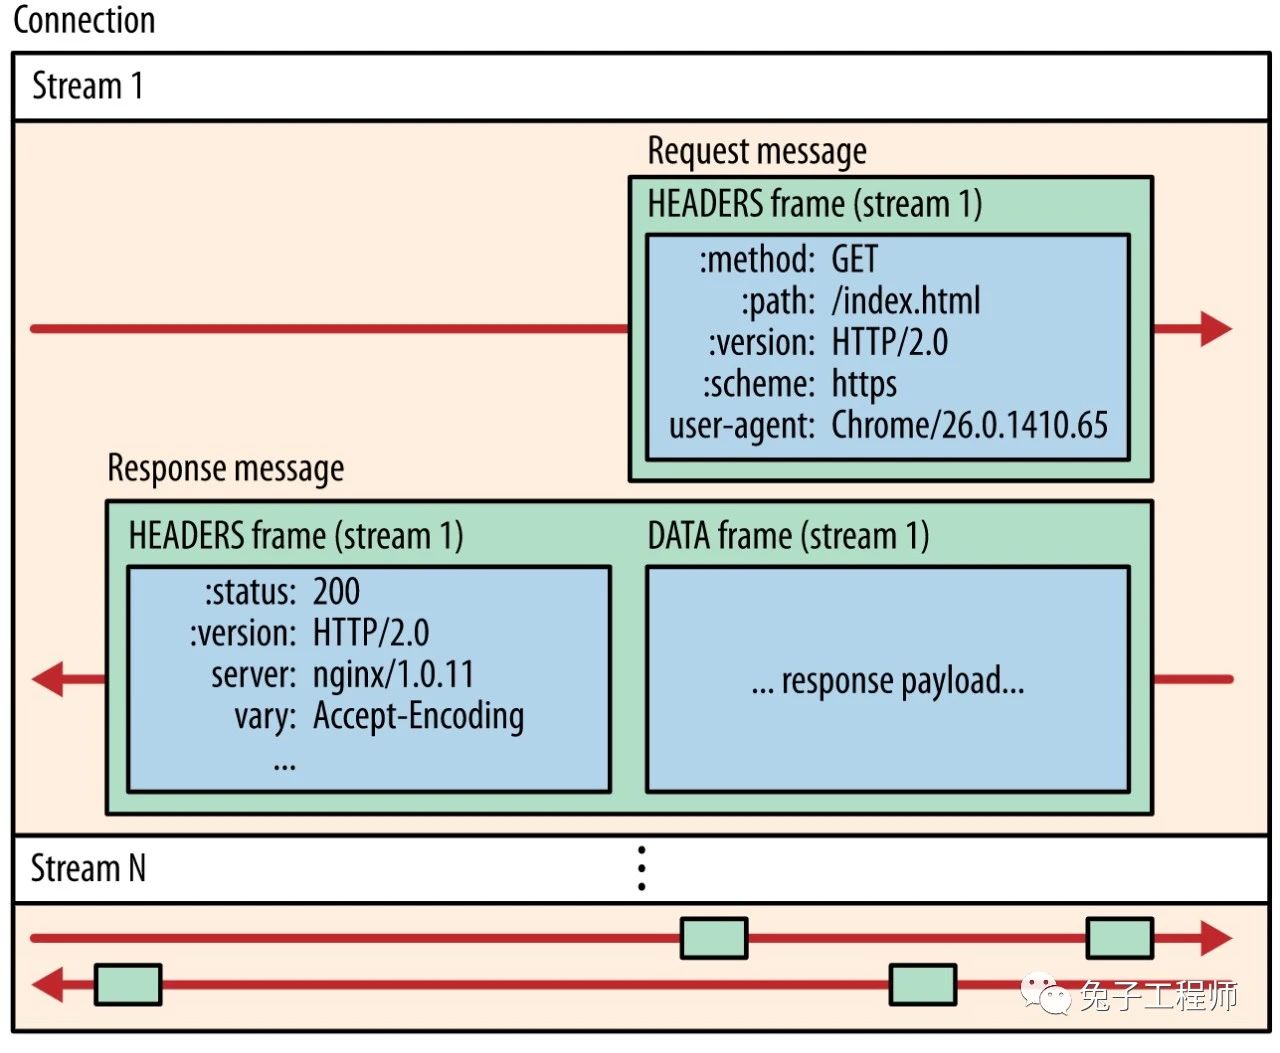 Connection
Stream 1
Request message
HEADERS frame (stream 1)
:method: GET
:path: /index.html
:version: HTTP/2.0
:scheme: https
user-agent: Chrome/26.0.1410.65
Response message
HEADERS frame (stream 1)
:status: 200
:version: HTTP/2.0
server: nginx/1.0.11
vary: Accept-Encoding
...
DATA frame (stream 1)
... response payload...
Stream N
兔子工程师